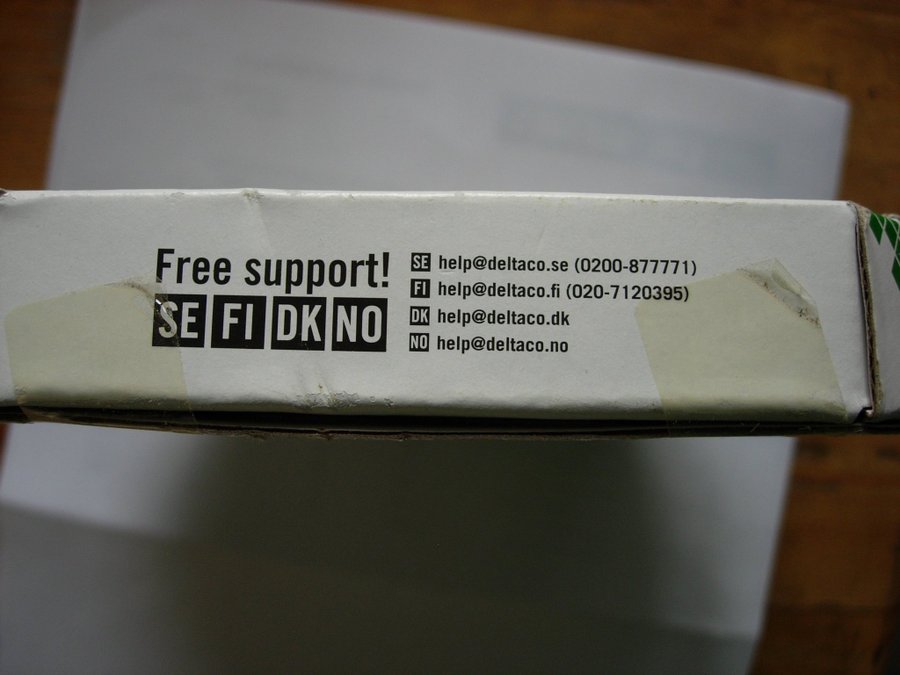 Free support!
SE FI DK NO
SE help@deltaco.se (0200-877771)
FI help@deltaco.fi (020-7120395)
DK help@deltaco.dk
NO help@deltaco.no